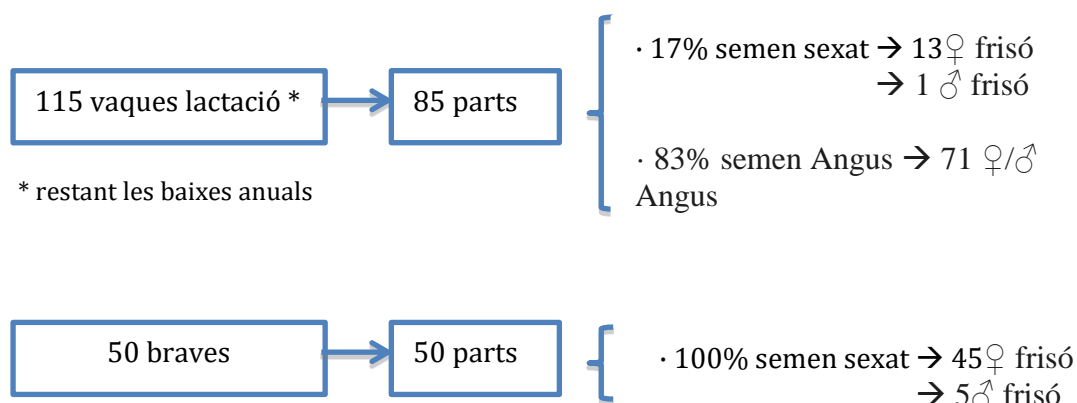 115 vaques lactació *
85 parts
· 17% semen sexat → 13♀ frisó
→ 1 ♂ frisó
· 83% semen Angus → 71 ♀/♂
Angus
* restant les baixes anuals
50 braves
50 parts
· 100% semen sexat → 45♀ frisó
→ 5♂ frisó